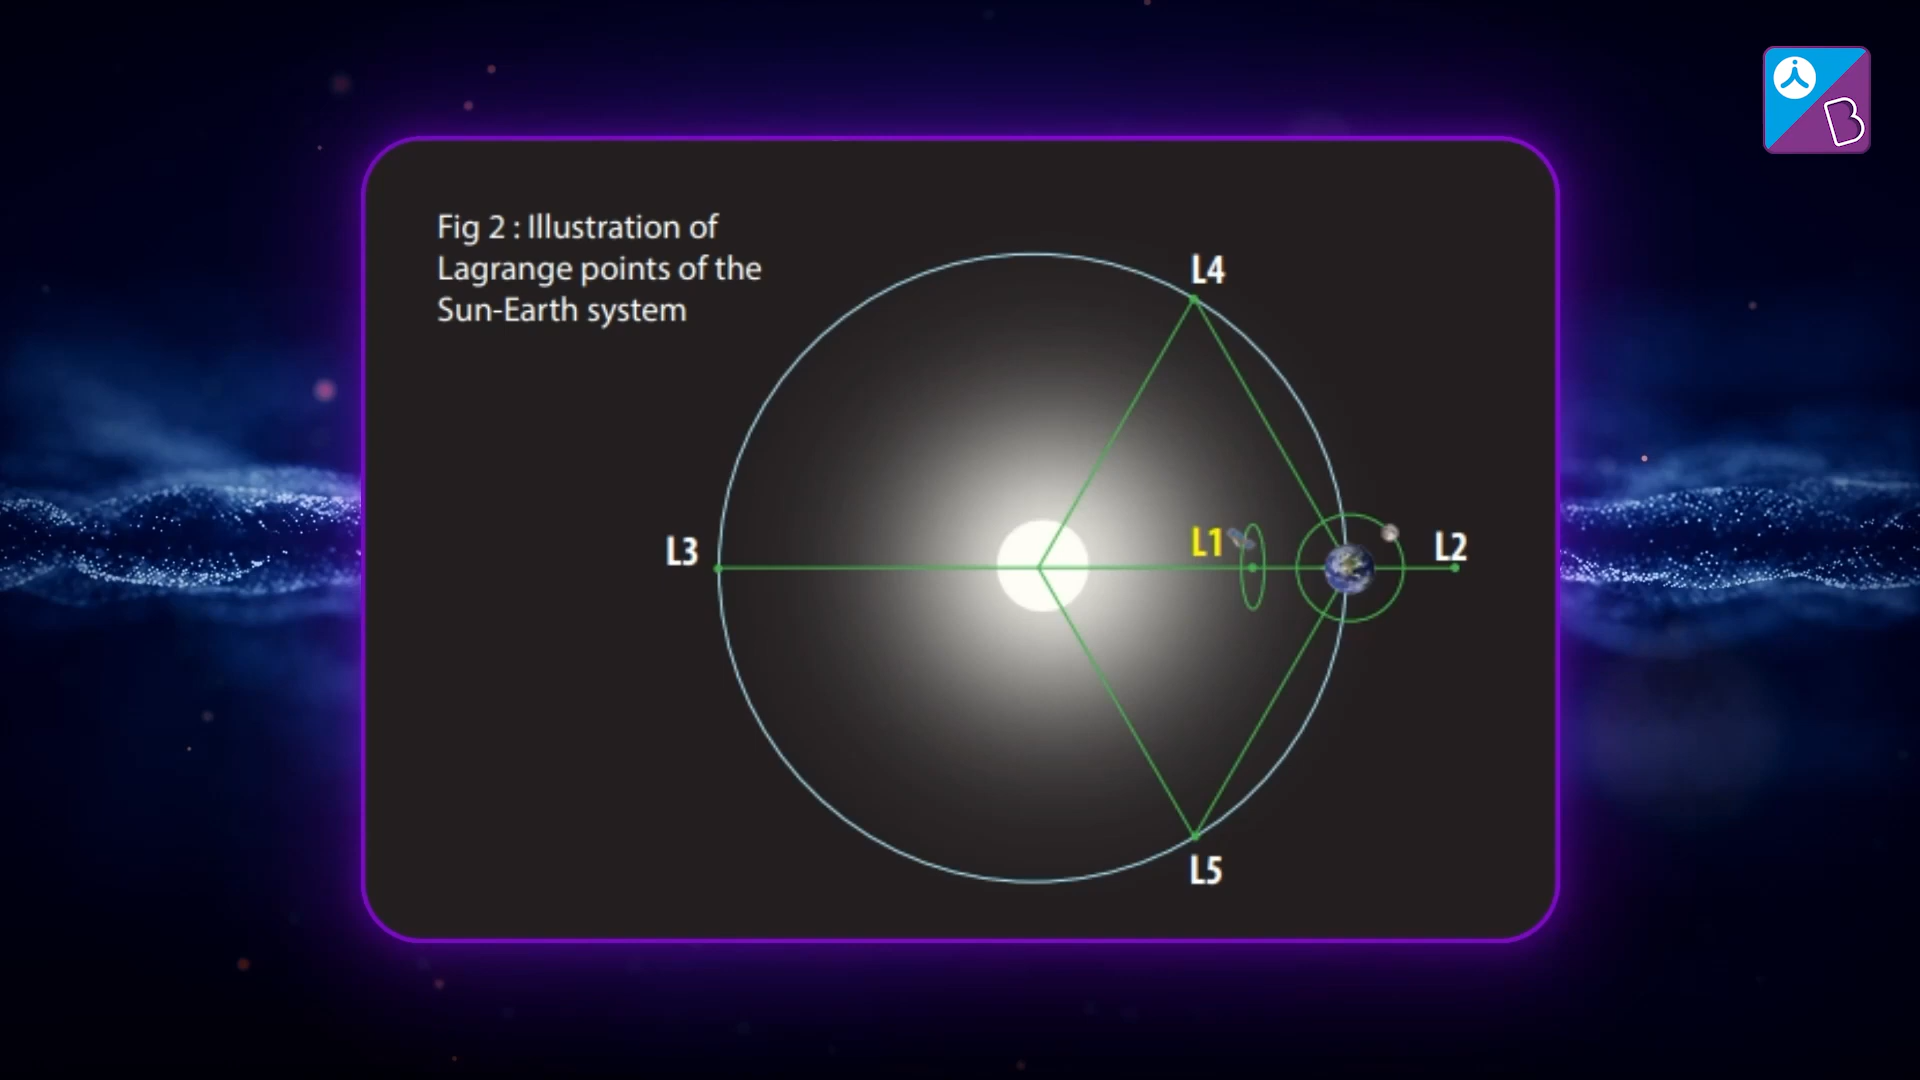 Fig 2 : Illustration of
Lagrange points of the
Sun-Earth system
L4
L3
L1
L2
L5
B